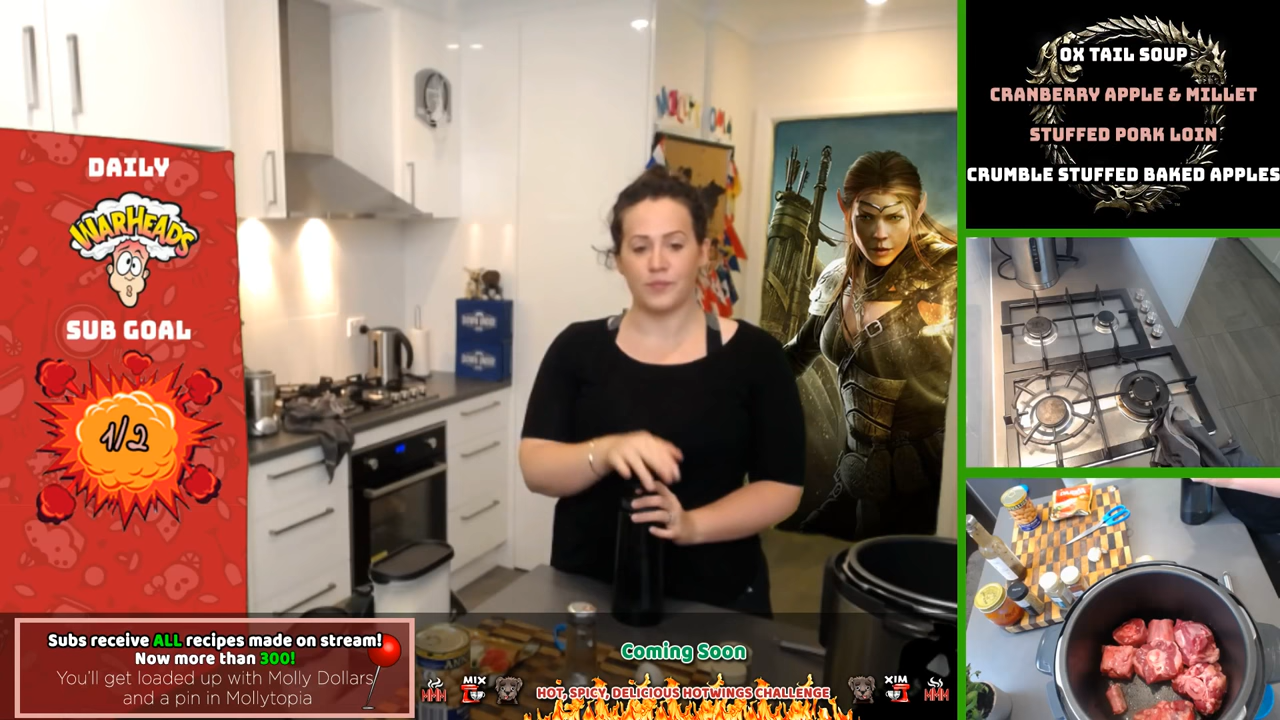 DAILY
WARHEADS
SUB GOAL
1/2
OX TAIL SOUP
CRANBERRY APPLE & MILLET
STUFFED PORK LOIN
CRUMBLE STUFFED BAKED APPLES
Subs receive ALL recipes made on stream!
Now more than 300!
You'll get loaded up with Molly Dollars
and a pin in Mollytopia
Coming Soon
MIX
XIM
HOT, SPICY, DELICIOUS HOTWINGS CHALLENGE